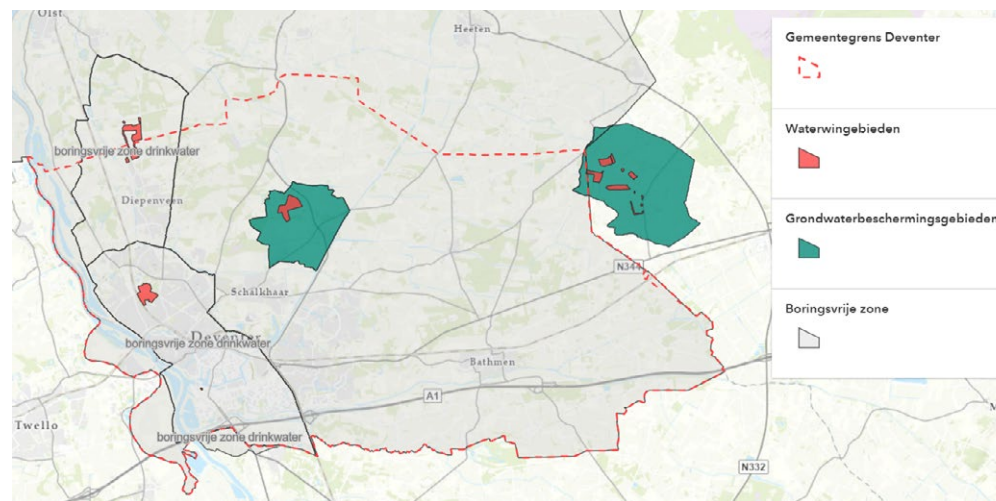 Olst
Heeten
boringsvrije zone drinkwater
Diepenveen
Schalkhaar
Deventer
boringsvrije zone drinkwater
Bathmen
N344
A1
Twello
boringsvrije zone drinkwater
N332
Gemeentegrens Deventer
Waterwingebieden
Grondwaterbeschermingsgebieden
Boringsvrije zone